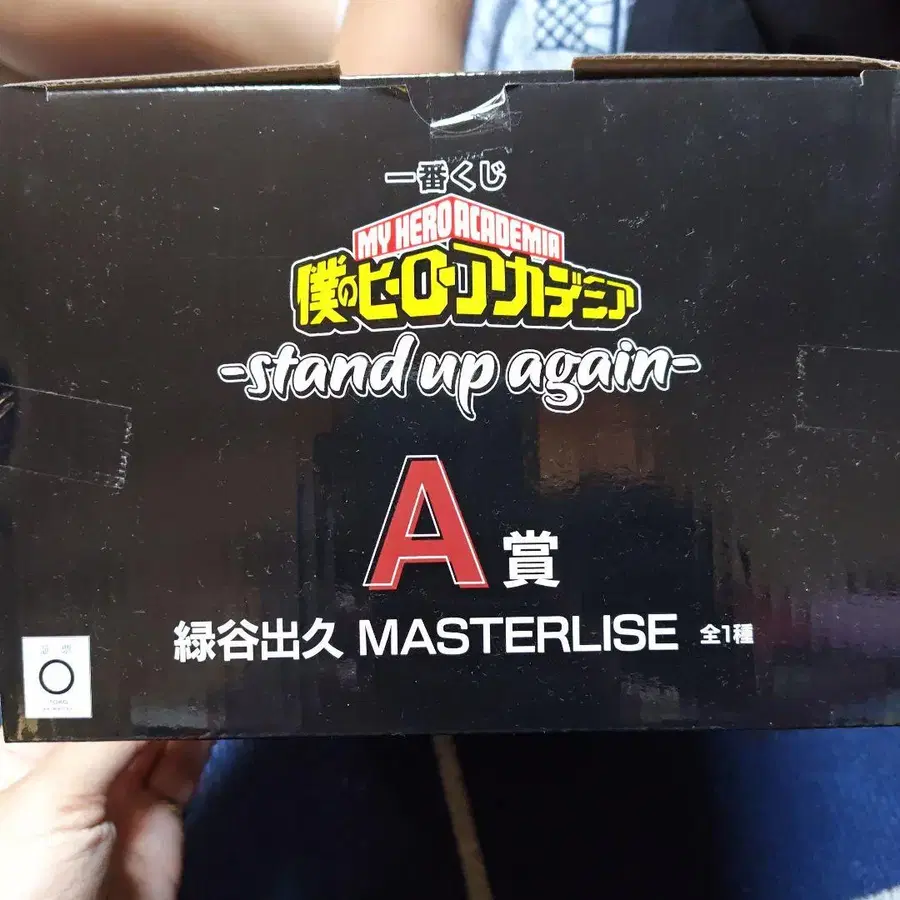 一番くじ
MY HERO ACADEMIA
僕のヒーローアカデミア
-stand up again-
A賞
緑谷出久 MASTERLISE 全1種